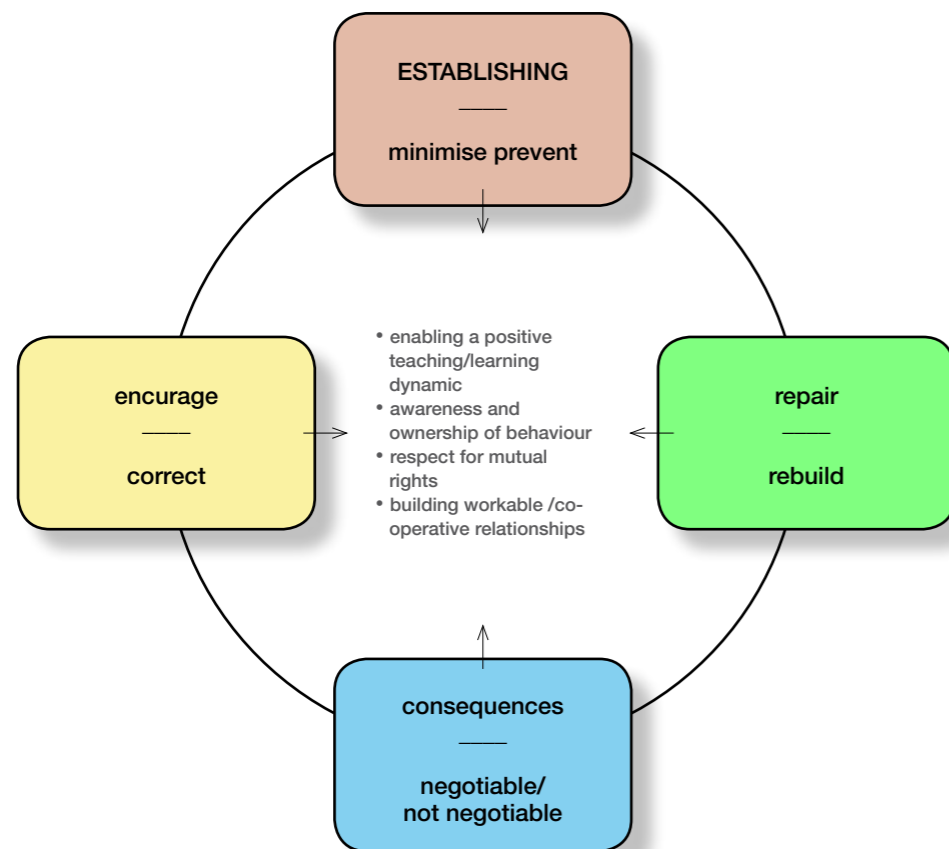 ESTABLISHING
minimise prevent
encurage
correct
• enabling a positive
teaching/learning
dynamic
• awareness and
ownership of behaviour
• respect for mutual
rights
• building workable /co-
operative relationships
repair
rebuild
consequences
negotiable/
not negotiable